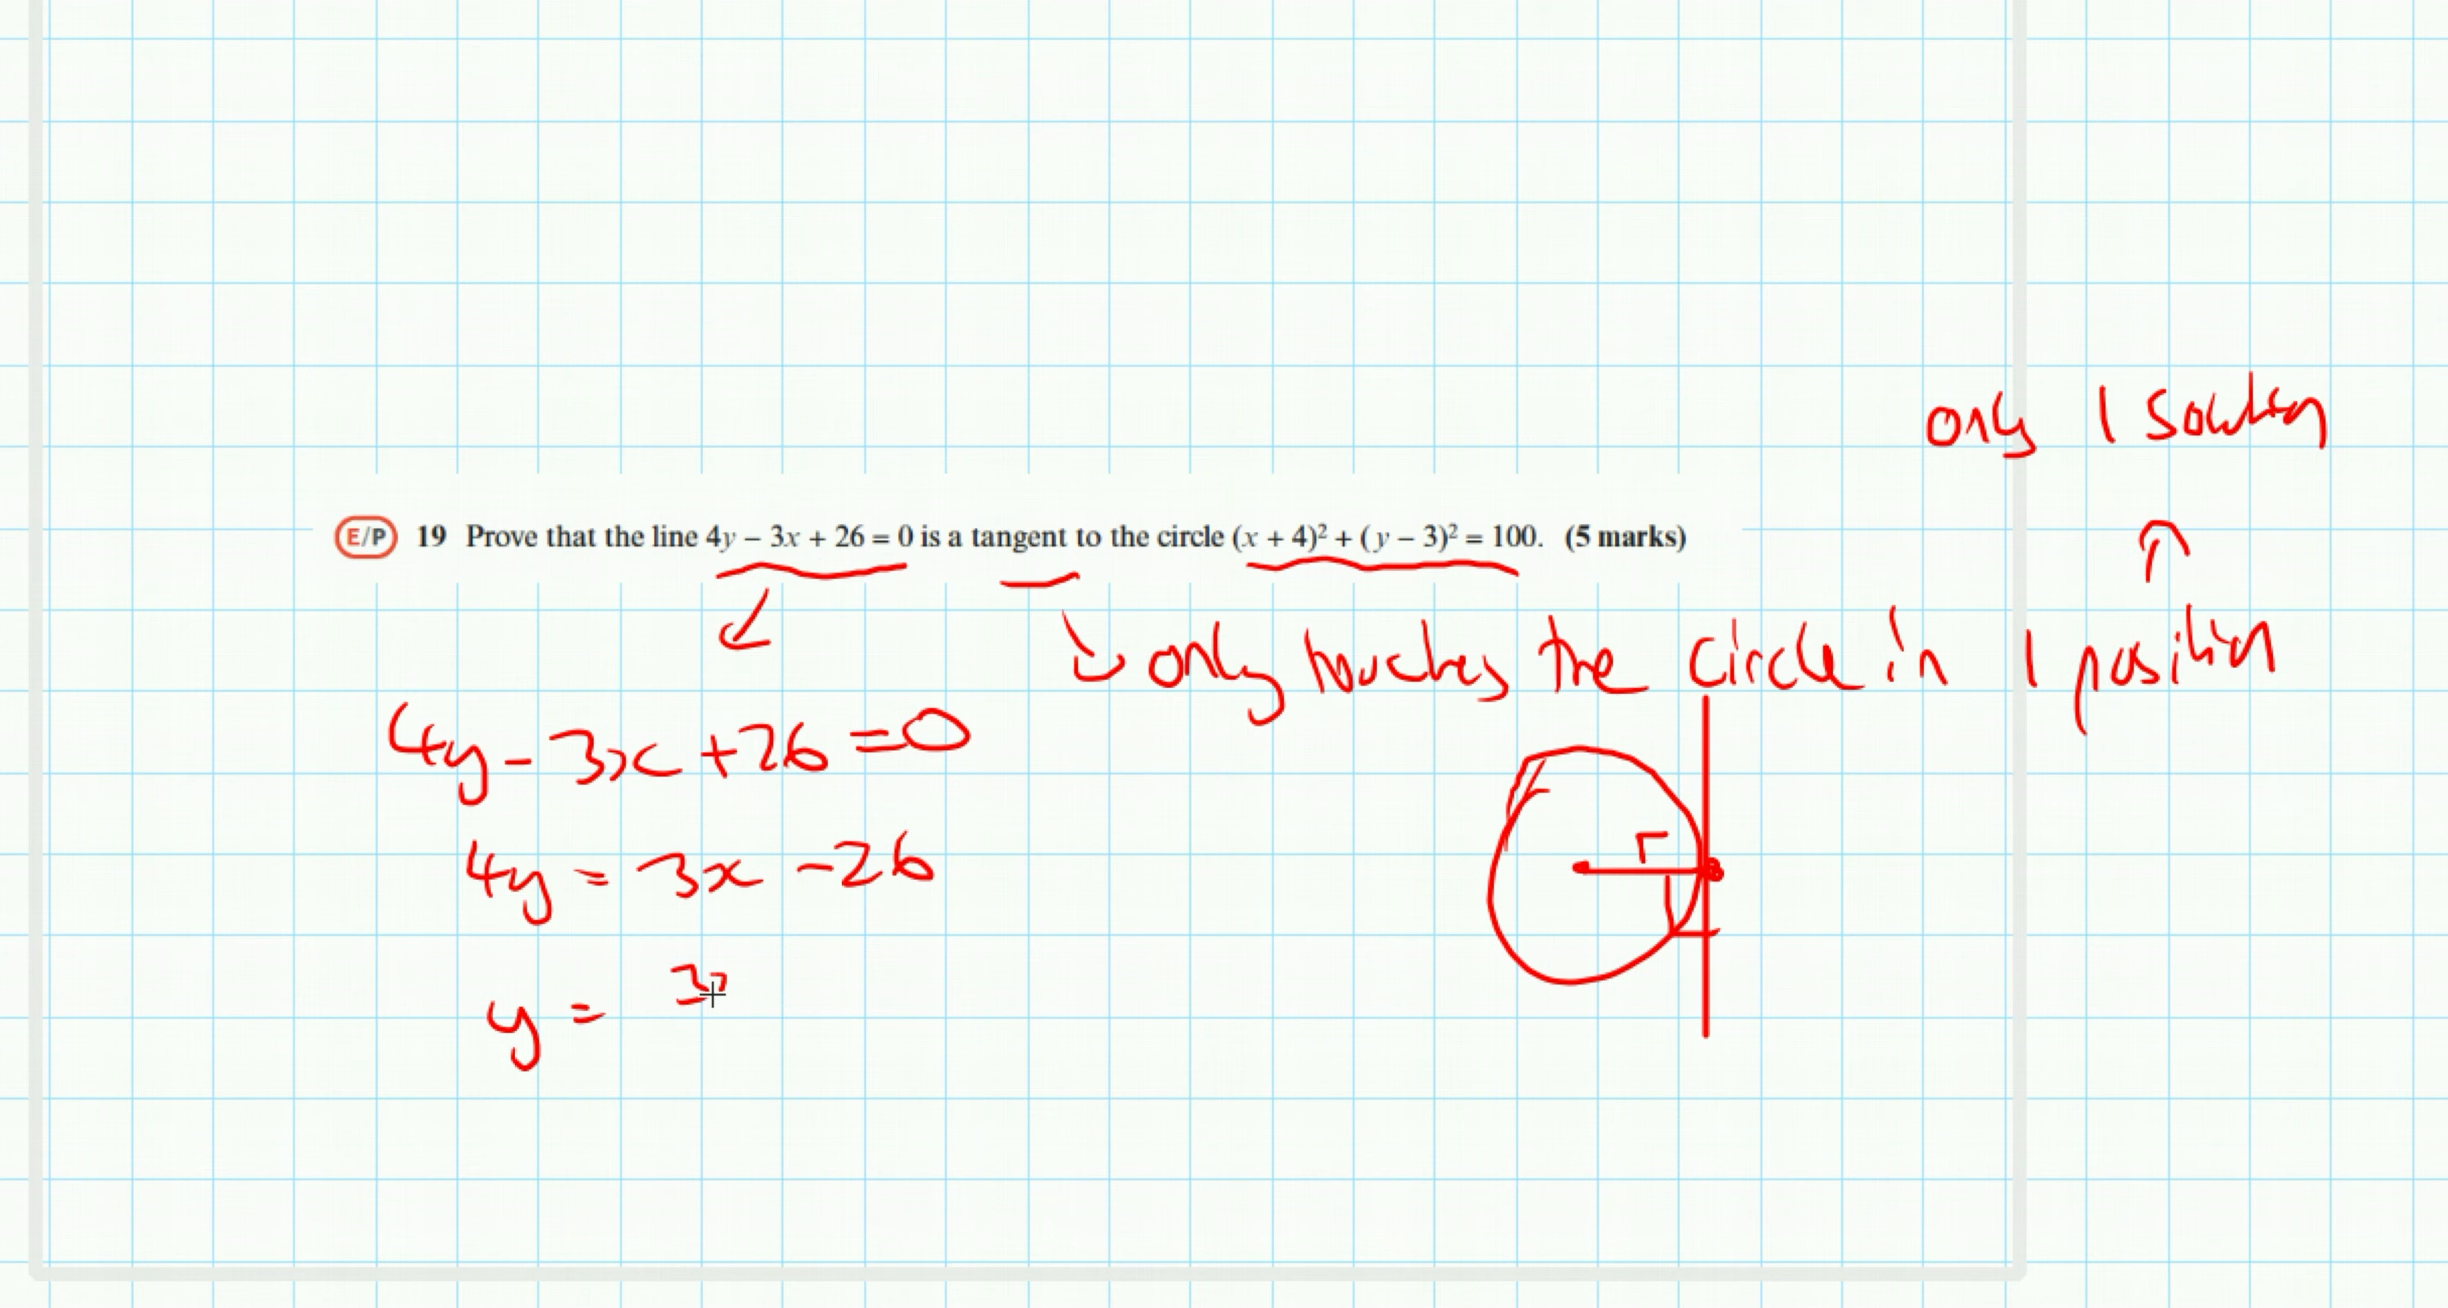 only 1 solution
E/P 19 Prove that the line 4y − 3x + 26 = 0 is a tangent to the circle (x + 4)² + (y − 3)² = 100. (5 marks)
only touches the circle in 1 position
4y - 3x + 26 = 0
4y = 3x - 26
r
y = 3